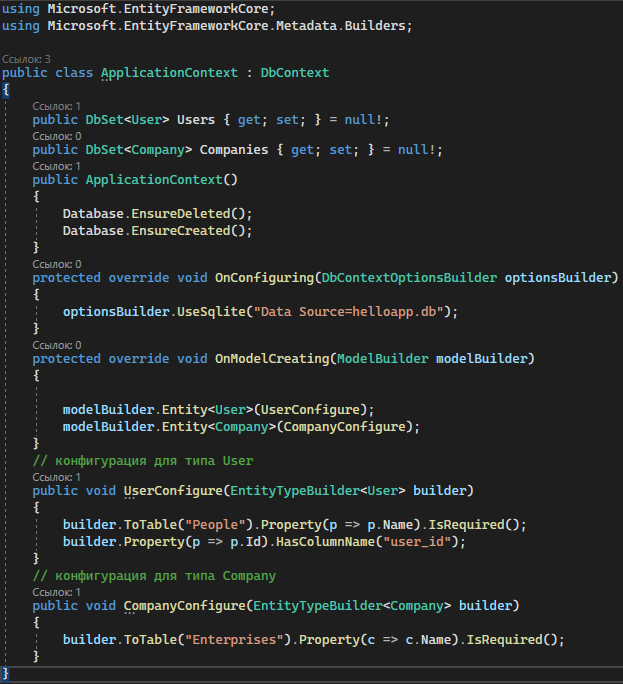 using Microsoft.EntityFrameworkCore;
using Microsoft.EntityFrameworkCore.Metadata.Builders;
Ссылок: 3
public class ApplicationContext : DbContext
{
Ссылок: 1
public DbSet<User> Users { get; set; } = null!;
Ссылок: 0
public DbSet<Company> Companies { get; set; } = null!;
Ссылок: 1
public ApplicationContext()
{
Database.EnsureDeleted();
Database.EnsureCreated();
}
Ссылок: 0
protected override void OnConfiguring(DbContextOptionsBuilder optionsBuilder)
{
optionsBuilder.UseSqlite("Data Source=helloapp.db");
}
Ссылок: 0
protected override void OnModelCreating(ModelBuilder modelBuilder)
{
modelBuilder.Entity<User>(UserConfigure);
modelBuilder.Entity<Company>(CompanyConfigure);
}
// конфигурация для типа User
Ссылок: 1
public void UserConfigure(EntityTypeBuilder<User> builder)
{
builder.ToTable("People").Property(p => p.Name).IsRequired();
builder.Property(p => p.Id).HasColumnName("user_id");
}
// конфигурация для типа Company
Ссылок: 1
public void CompanyConfigure(EntityTypeBuilder<Company> builder)
{
builder.ToTable("Enterprises").Property(c => c.Name).IsRequired();
}
}